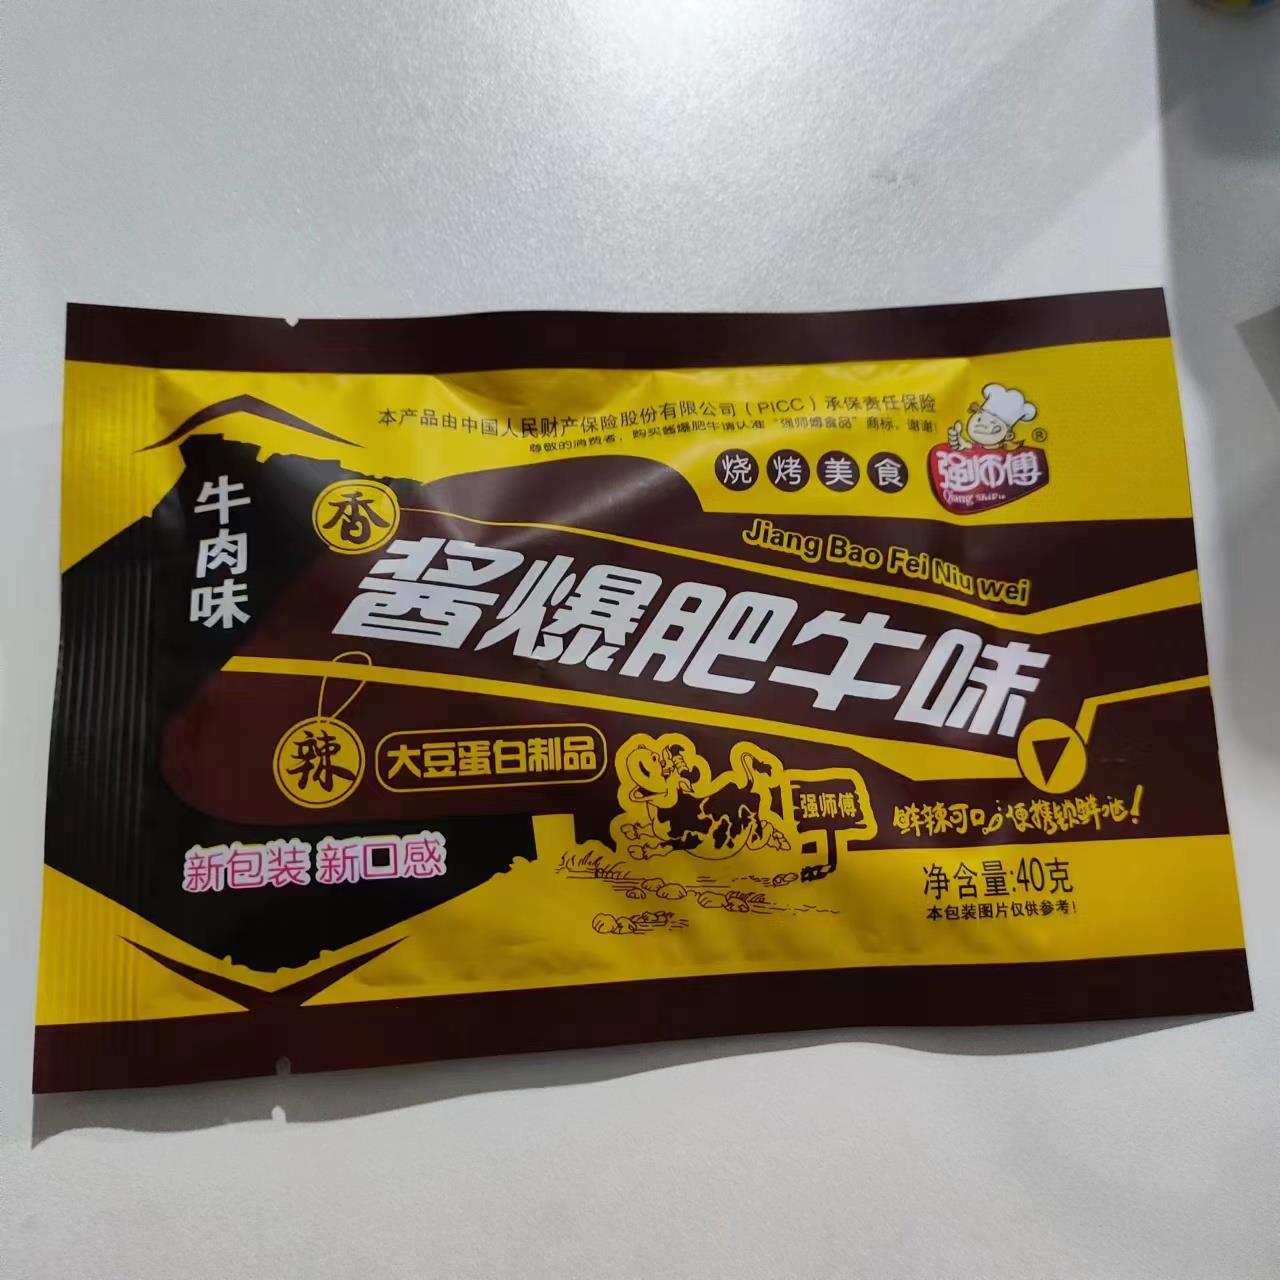 本产品由中国人民财产保险股份有限公司（PICC）承保责任保险
尊敬的消费者，购买酱爆肥牛请认准“强师傅食品”商标，谢谢!
烧烤美食
强师傅®
Qiang ShiFu
牛肉味
香
Jiang Bao Fei Niu wei
酱爆肥牛味
辣
大豆蛋白制品
强师傅
鲜辣可口 便携锁鲜
新包装 新口感
净含量:40克
本包装图片仅供参考!